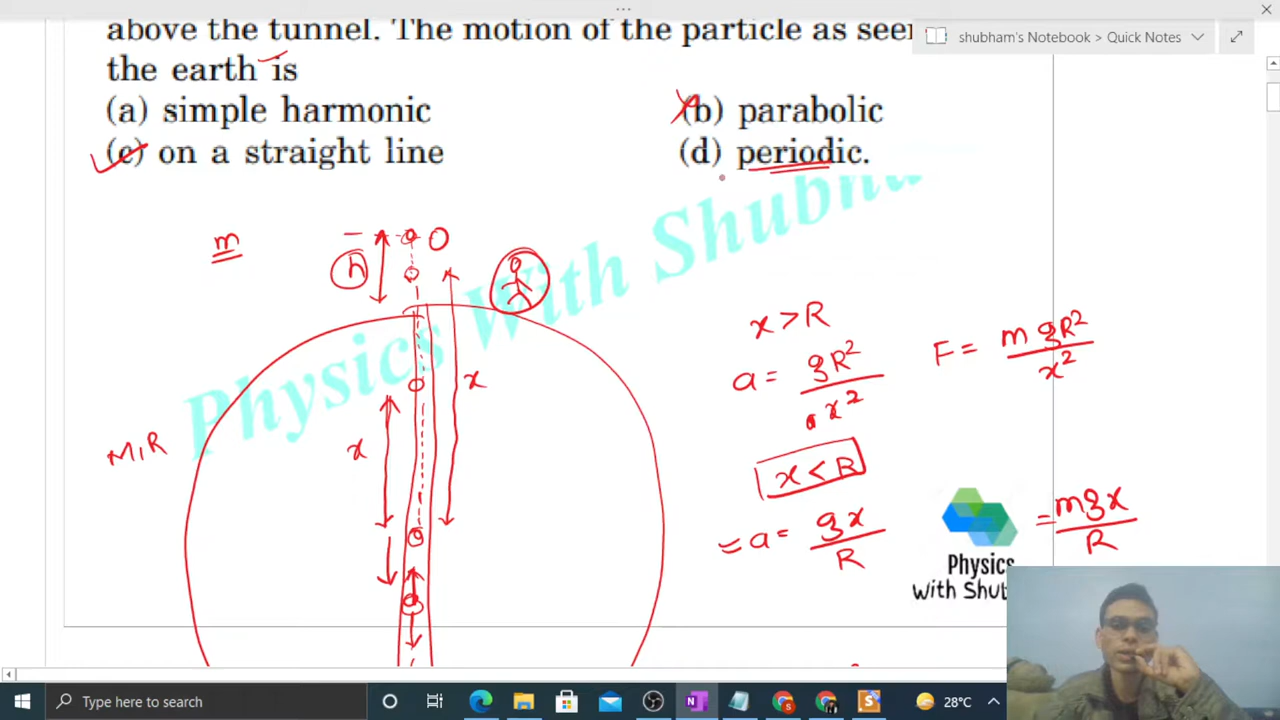 above the tunnel. The motion of the particle as seen
the earth is
(a) simple harmonic
(b) parabolic
(c) on a straight line
(d) periodic.
shubham's Notebook > Quick Notes
Physics With Shubh
m
h
O
x > R
a = gR²/x²
F = mgR²/x²
x
x
M, R
x < R
= a = gx/R
= mgx/R
Physics
With Shu
Type here to search
28°C